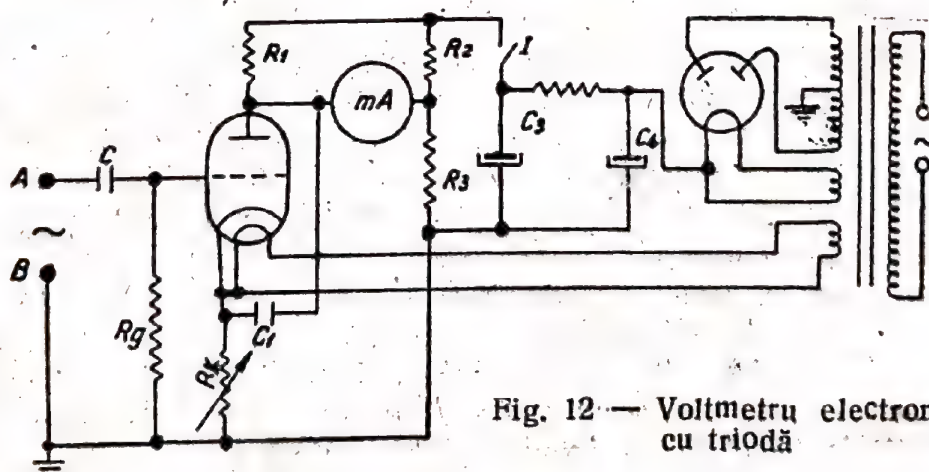 R1
R2
I
mA
C3
C4
A
C
R3
~
~
B
Rg
C1
Rk
Fig. 12 — Voltmetru electron
cu triodă